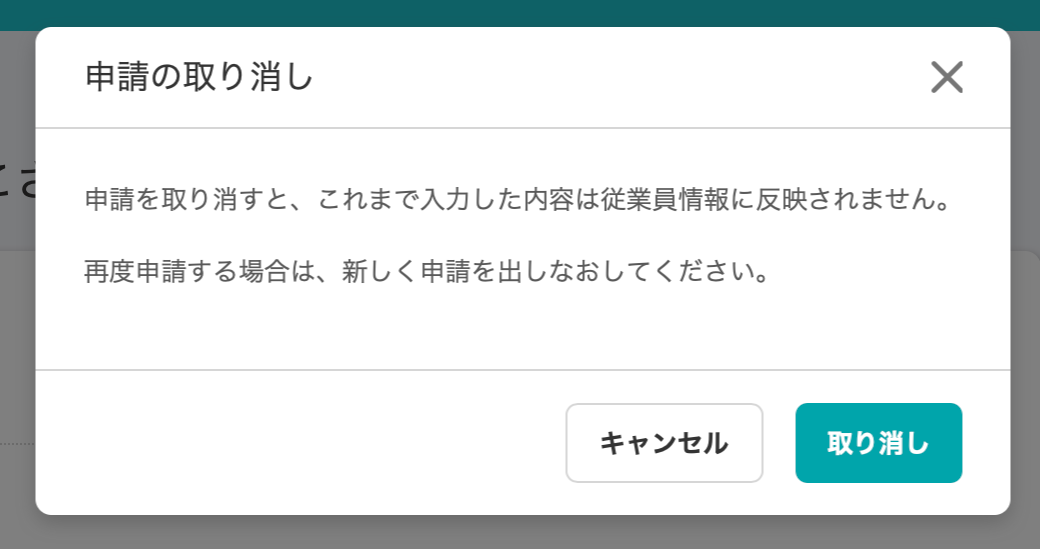 申請の取り消し
申請を取り消すと、これまで入力した内容は従業員情報に反映されません。
再度申請する場合は、新しく申請を出しなおしてください。
キャンセル
取り消し